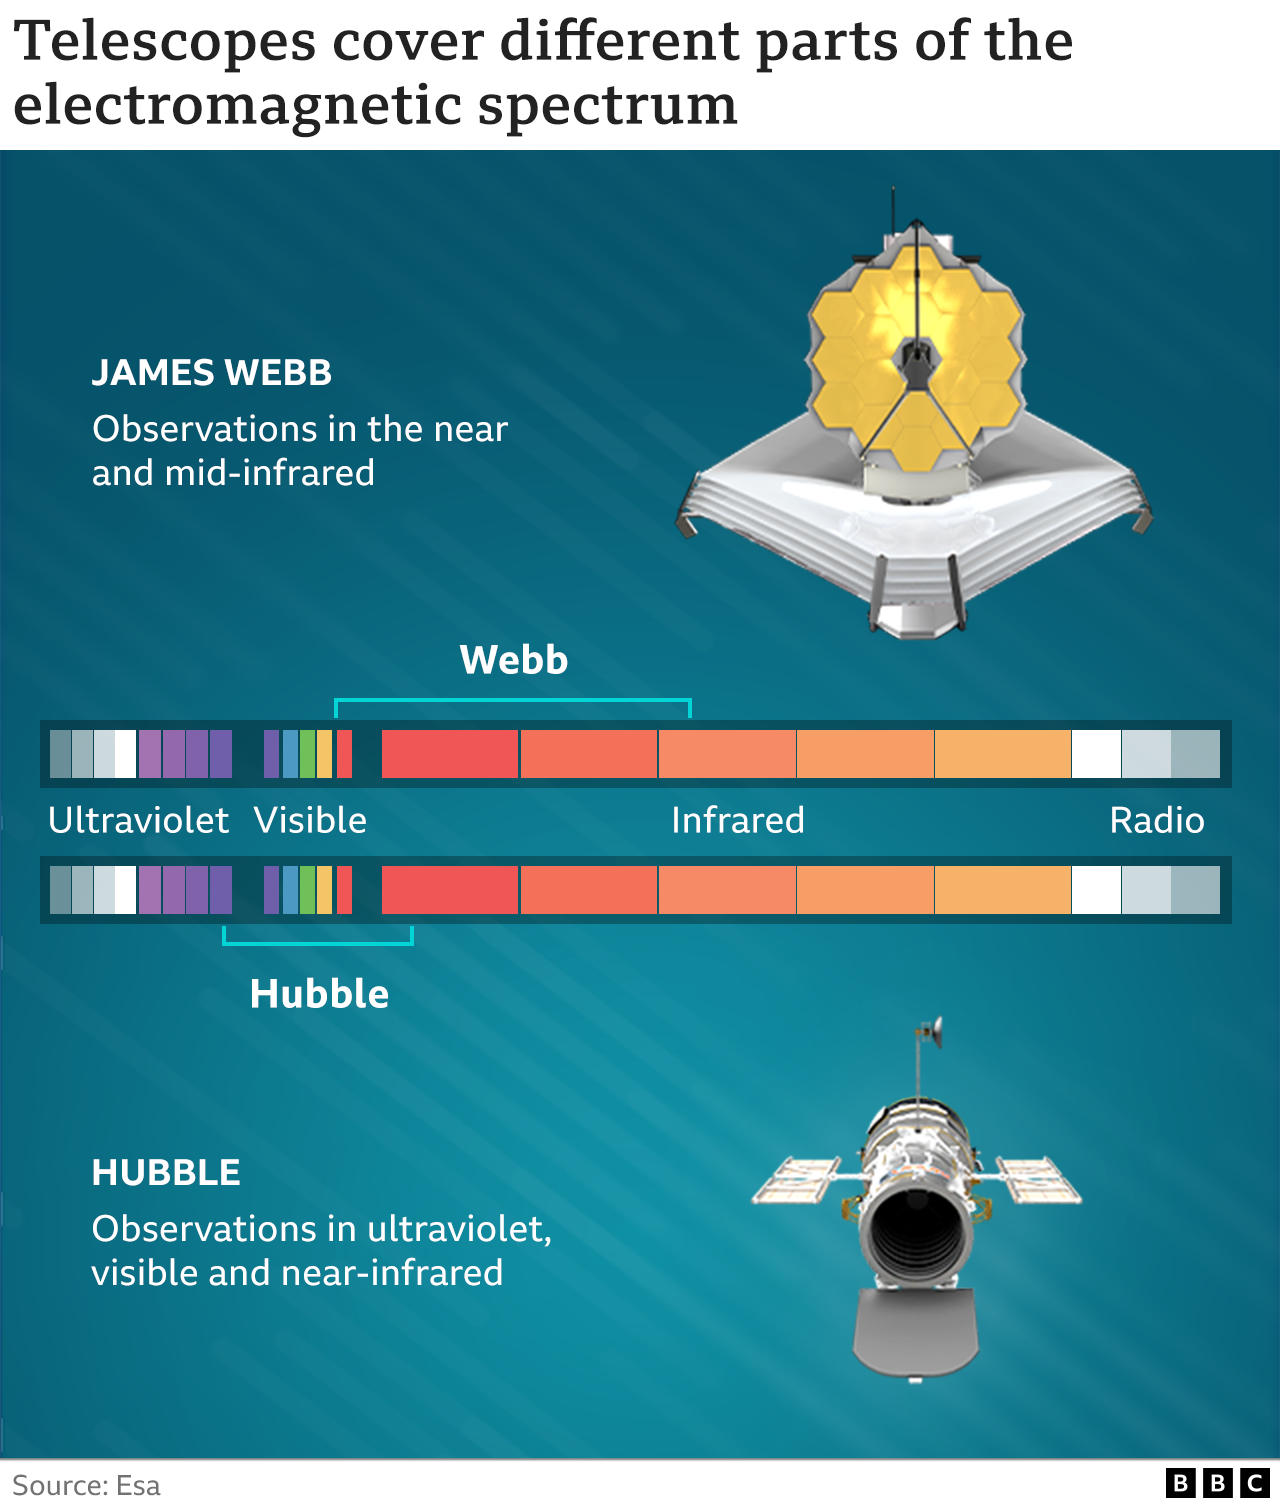 Telescopes cover different parts of the
electromagnetic spectrum
JAMES WEBB
Observations in the near
and mid-infrared
Webb
Ultraviolet Visible Infrared Radio
Hubble
HUBBLE
Observations in ultraviolet,
visible and near-infrared
Source: Esa
BBC